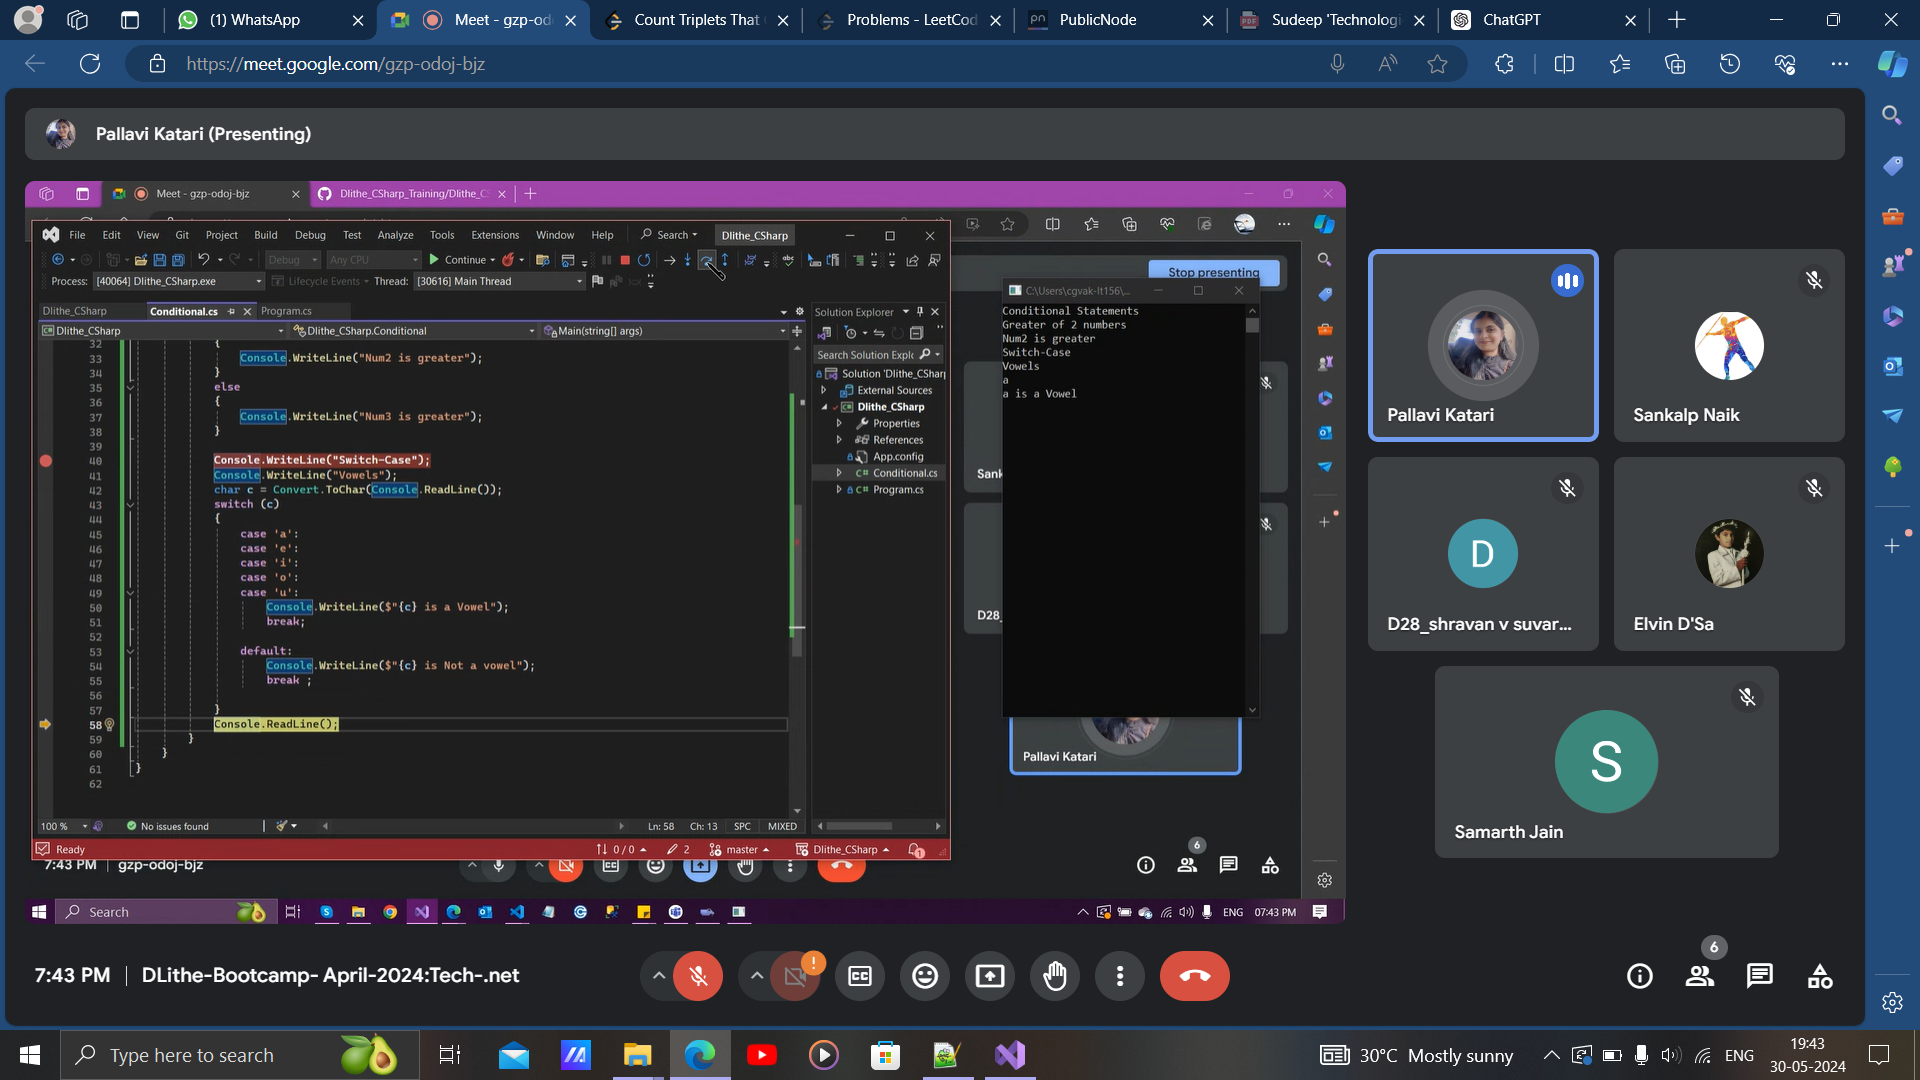 (1) WhatsApp
Meet - gzp-od
Count Triplets That
Problems - LeetCod
PublicNode
Sudeep 'Technologi
ChatGPT
https://meet.google.com/gzp-odoj-bjz
Pallavi Katari (Presenting)
Meet - gzp-odoj-bjz
Dlithe_CSharp_Training/Dlithe_CS
File Edit View Git Project Build Debug Test Analyze Tools Extensions Window Help Search Dlithe_CSharp
Debug Any CPU Continue
Process: [40064] Dlithe_CSharp.exe Lifecycle Events Thread: [30616] Main Thread
Dlithe_CSharp Conditional.cs Program.cs
Dlithe_CSharp Dlithe_CSharp.Conditional Main(string[] args)
32 {
33 Console.WriteLine("Num2 is greater");
34 }
35 else
36 {
37 Console.WriteLine("Num3 is greater");
38 }
39
40 Console.WriteLine("Switch-Case");
41 Console.WriteLine("Vowels");
42 char c = Convert.ToChar(Console.ReadLine());
43 switch (c)
44 {
45 case 'a':
46 case 'e':
47 case 'i':
48 case 'o':
49 case 'u':
50 Console.WriteLine($"{c} is a Vowel");
51 break;
52
53 default:
54 Console.WriteLine($"{c} is Not a vowel");
55 break ;
56
57 }
58 Console.ReadLine();
59 }
60 }
61 }
62
100 % No issues found Ln: 58 Ch: 13 SPC MIXED
Ready 0 / 0 2 master Dlithe_CSharp 1
Solution Explorer
Search Solution Explo
Solution 'Dlithe_CSharp
External Sources
Dlithe_CSharp
Properties
References
App.config
Conditional.cs
Program.cs
Stop presenting
C:\Users\cgvak-lt156\...
Conditional Statements
Greater of 2 numbers
Num2 is greater
Switch-Case
Vowels
a
a is a Vowel
Sank
D28_
Pallavi Katari
7:43 PM gzp-odoj-bjz
6
Search
ENG 07:43 PM
Pallavi Katari
Sankalp Naik
D
D28_shravan v suvar...
Elvin D'Sa
S
Samarth Jain
7:43 PM DLithe-Bootcamp- April-2024:Tech-.net
!
CC
6
Type here to search
30°C Mostly sunny
ENG
19:43
30-05-2024